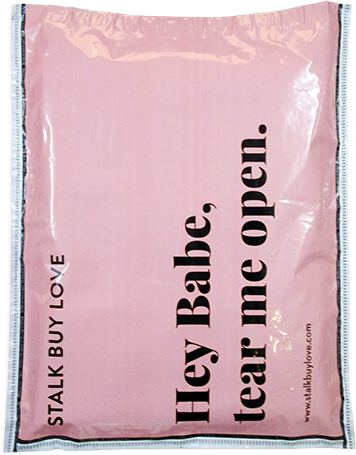 STALK BUY LOVE
Hey Babe,
tear me open.
www.stalkbuylove.com